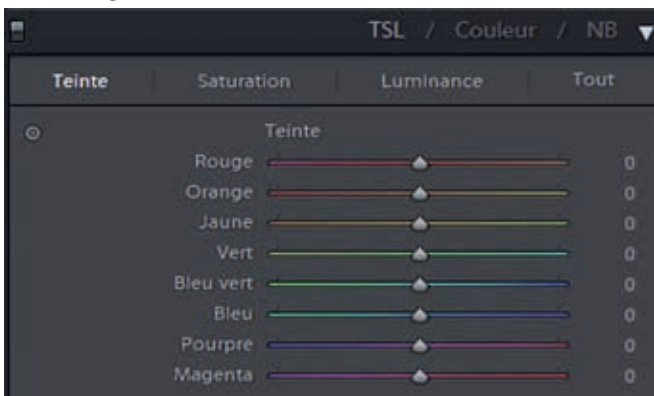 TSL / Couleur / NB
Teinte Saturation Luminance Tout
Teinte
Rouge 0
Orange 0
Jaune 0
Vert 0
Bleu vert 0
Bleu 0
Pourpre 0
Magenta 0